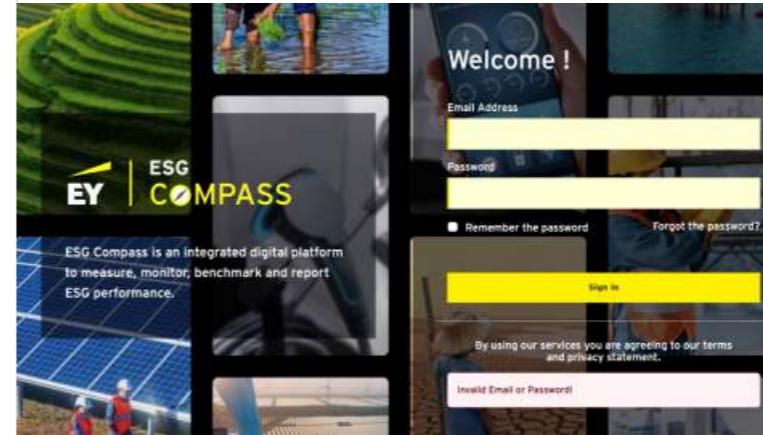 EY
ESG
COMPASS
ESG Compass is an integrated digital platform
to measure, monitor, benchmark and report
ESG performance.
Welcome !
Email Address
Password
Remember the password
Forgot the password?
Sign in
By using our services you are agreeing to our terms
and privacy statement.
Invalid Email or Password!